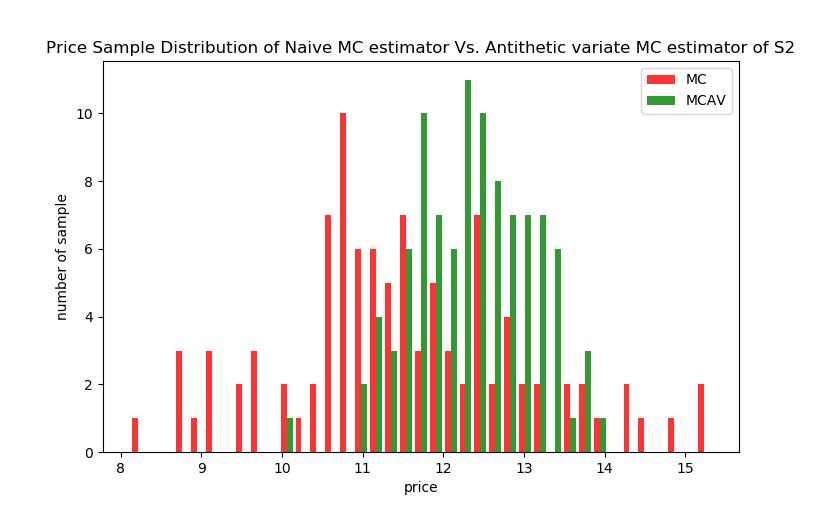 Price Sample Distribution of Naive MC estimator Vs. Antithetic variate MC estimator of S2
MC
MCAV
number of sample
10
8
6
4
2
0
8 9 10 11 12 13 14 15
price